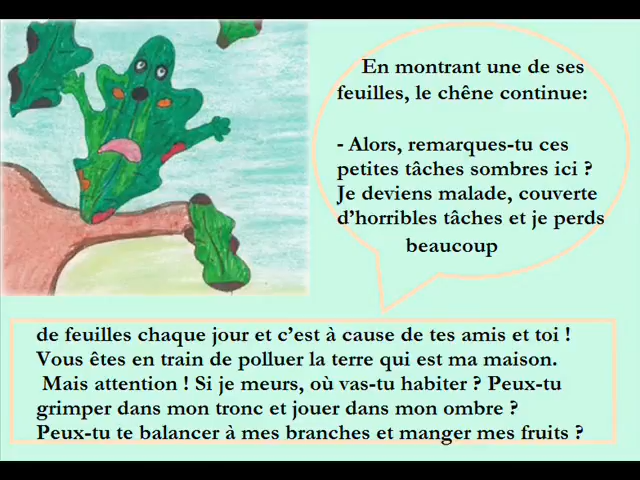 En montrant une de ses
feuilles, le chêne continue:
- Alors, remarques-tu ces
petites tâches sombres ici ?
Je deviens malade, couverte
d'horribles tâches et je perds
beaucoup
de feuilles chaque jour et c'est à cause de tes amis et toi !
Vous êtes en train de polluer la terre qui est ma maison.
Mais attention ! Si je meurs, où vas-tu habiter ? Peux-tu
grimper dans mon tronc et jouer dans mon ombre ?
Peux-tu te balancer à mes branches et manger mes fruits ?